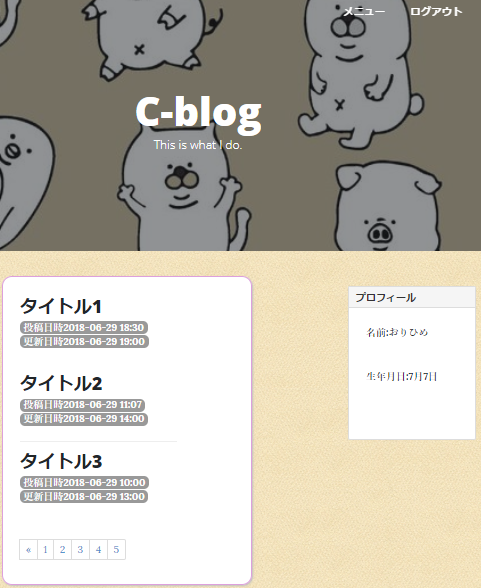 メニュー ログアウト
C-blog
This is what I do.
タイトル1
投稿日時2018-06-29 18:30
更新日時2018-06-29 19:00
タイトル2
投稿日時2018-06-29 11:07
更新日時2018-06-29 14:00
タイトル3
投稿日時2018-06-29 10:00
更新日時2018-06-29 13:00
« 1 2 3 4 5
プロフィール
名前:おりひめ
生年月日:7月7日